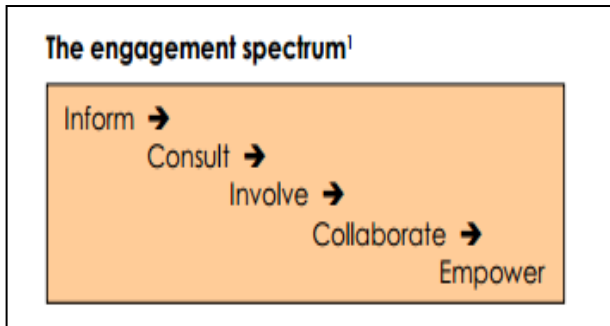 The engagement spectrum¹
Inform ➔
Consult ➔
Involve ➔
Collaborate ➔
Empower